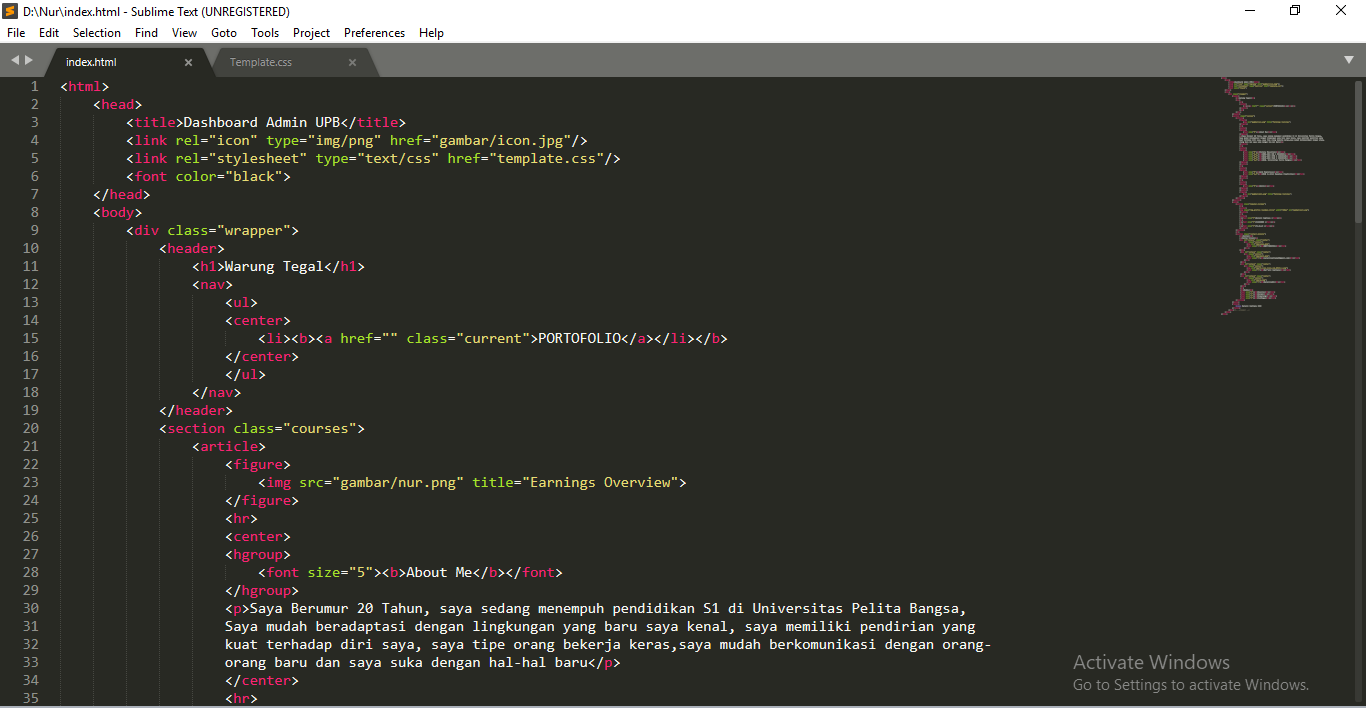 D:\Nur\index.html - Sublime Text (UNREGISTERED)
File Edit Selection Find View Goto Tools Project Preferences Help
index.html Template.css
1 <html>
2 <head>
3 <title>Dashboard Admin UPB</title>
4 <link rel="icon" type="img/png" href="gambar/icon.jpg"/>
5 <link rel="stylesheet" type="text/css" href="template.css"/>
6 <font color="black">
7 </head>
8 <body>
9 <div class="wrapper">
10 <header>
11 <h1>Warung Tegal</h1>
12 <nav>
13 <ul>
14 <center>
15 <li><b><a href="" class="current">PORTOFOLIO</a></li></b>
16 </center>
17 </ul>
18 </nav>
19 </header>
20 <section class="courses">
21 <article>
22 <figure>
23 <img src="gambar/nur.png" title="Earnings Overview">
24 </figure>
25 <hr>
26 <center>
27 <hgroup>
28 <font size="5"><b>About Me</b></font>
29 </hgroup>
30 <p>Saya Berumur 20 Tahun, saya sedang menempuh pendidikan S1 di Universitas Pelita Bangsa,
31 Saya mudah beradaptasi dengan lingkungan yang baru saya kenal, saya memiliki pendirian yang
32 kuat terhadap diri saya, saya tipe orang bekerja keras,saya mudah berkomunikasi dengan orang-
33 orang baru dan saya suka dengan hal-hal baru</p>
34 </center>
35 <hr>
Activate Windows
Go to Settings to activate Windows.